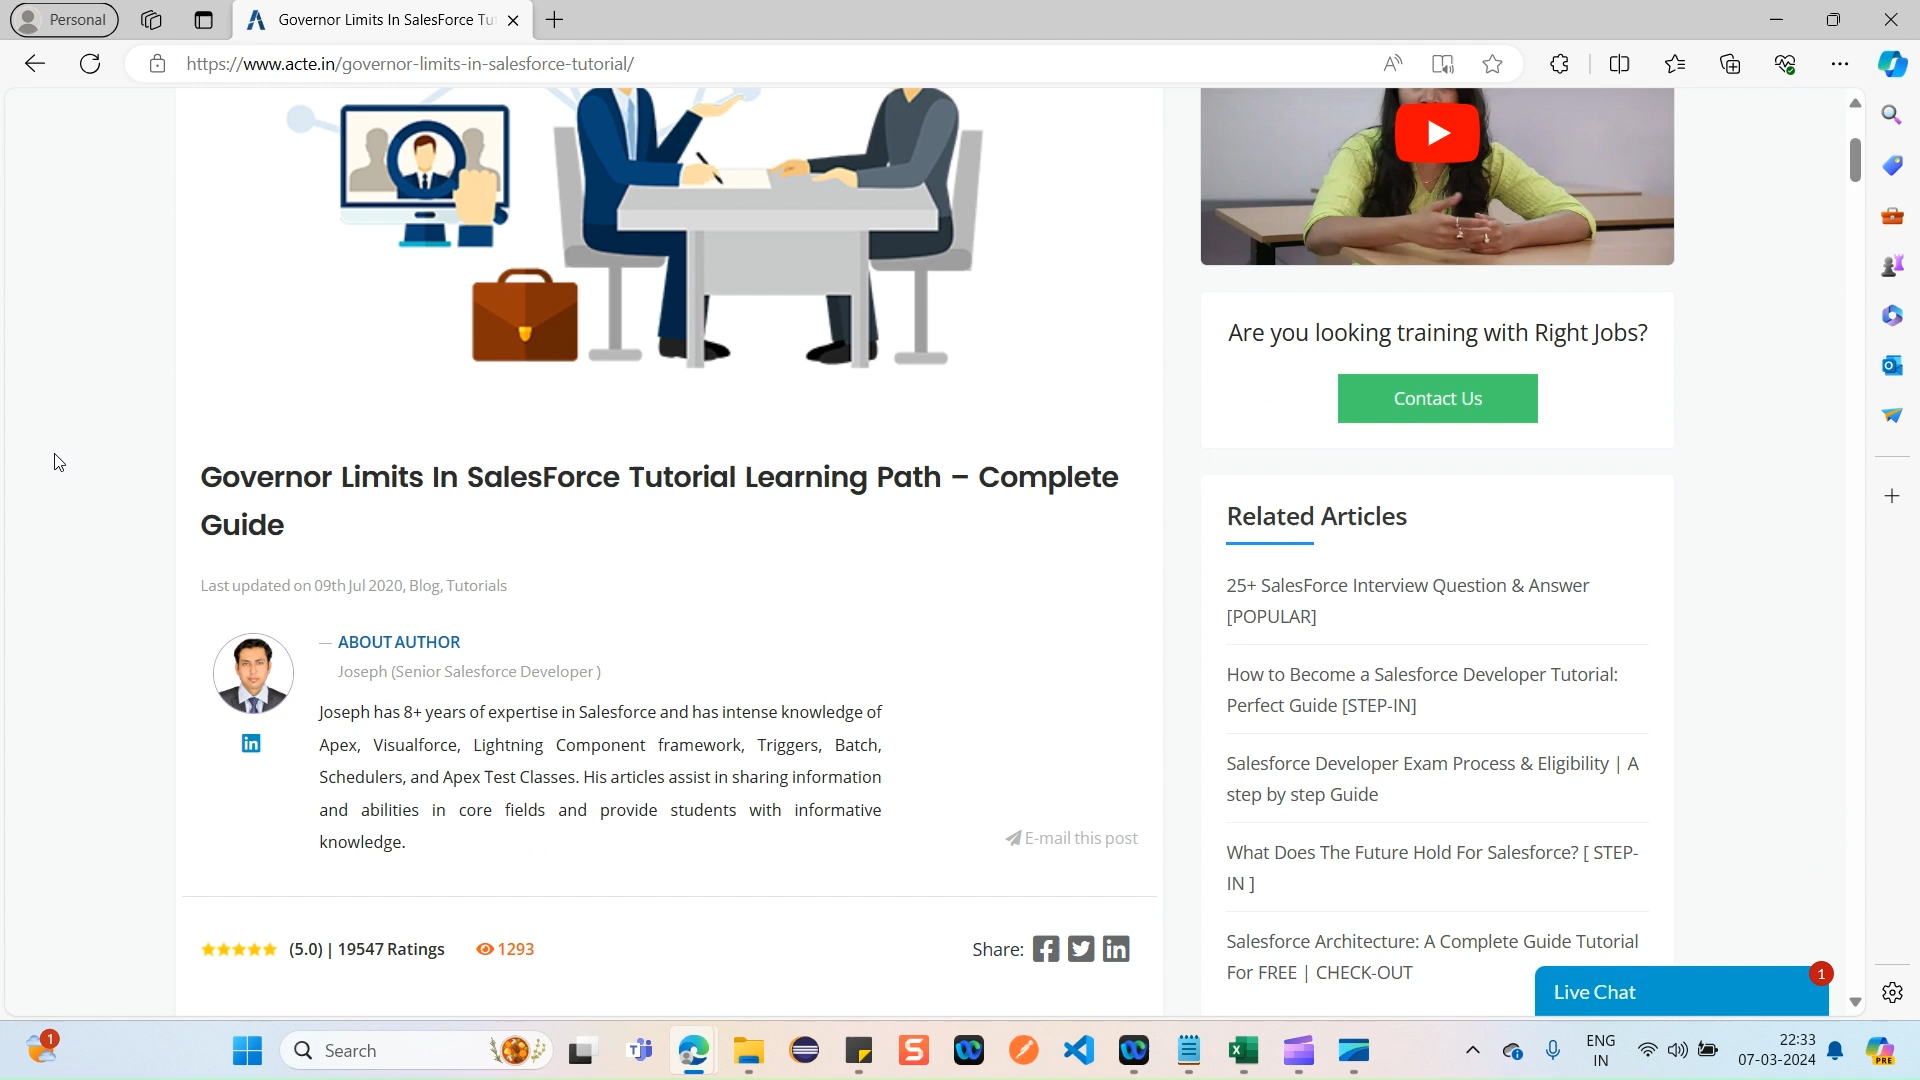 Personal
Governor Limits In SalesForce Tu
https://www.acte.in/governor-limits-in-salesforce-tutorial/
Are you looking training with Right Jobs?
Contact Us
Governor Limits In SalesForce Tutorial Learning Path – Complete
Guide
Last updated on 09th Jul 2020, Blog, Tutorials
ABOUT AUTHOR
Joseph (Senior Salesforce Developer )
Joseph has 8+ years of expertise in Salesforce and has intense knowledge of
Apex, Visualforce, Lightning Component framework, Triggers, Batch,
Schedulers, and Apex Test Classes. His articles assist in sharing information
and abilities in core fields and provide students with informative
knowledge.
E-mail this post
(5.0) | 19547 Ratings
1293
Share:
Related Articles
25+ SalesForce Interview Question & Answer
[POPULAR]
How to Become a Salesforce Developer Tutorial:
Perfect Guide [STEP-IN]
Salesforce Developer Exam Process & Eligibility | A
step by step Guide
What Does The Future Hold For Salesforce? [ STEP-
IN ]
Salesforce Architecture: A Complete Guide Tutorial
For FREE | CHECK-OUT
Live Chat
1
1
Search
ENG
IN
22:33
07-03-2024
PRE